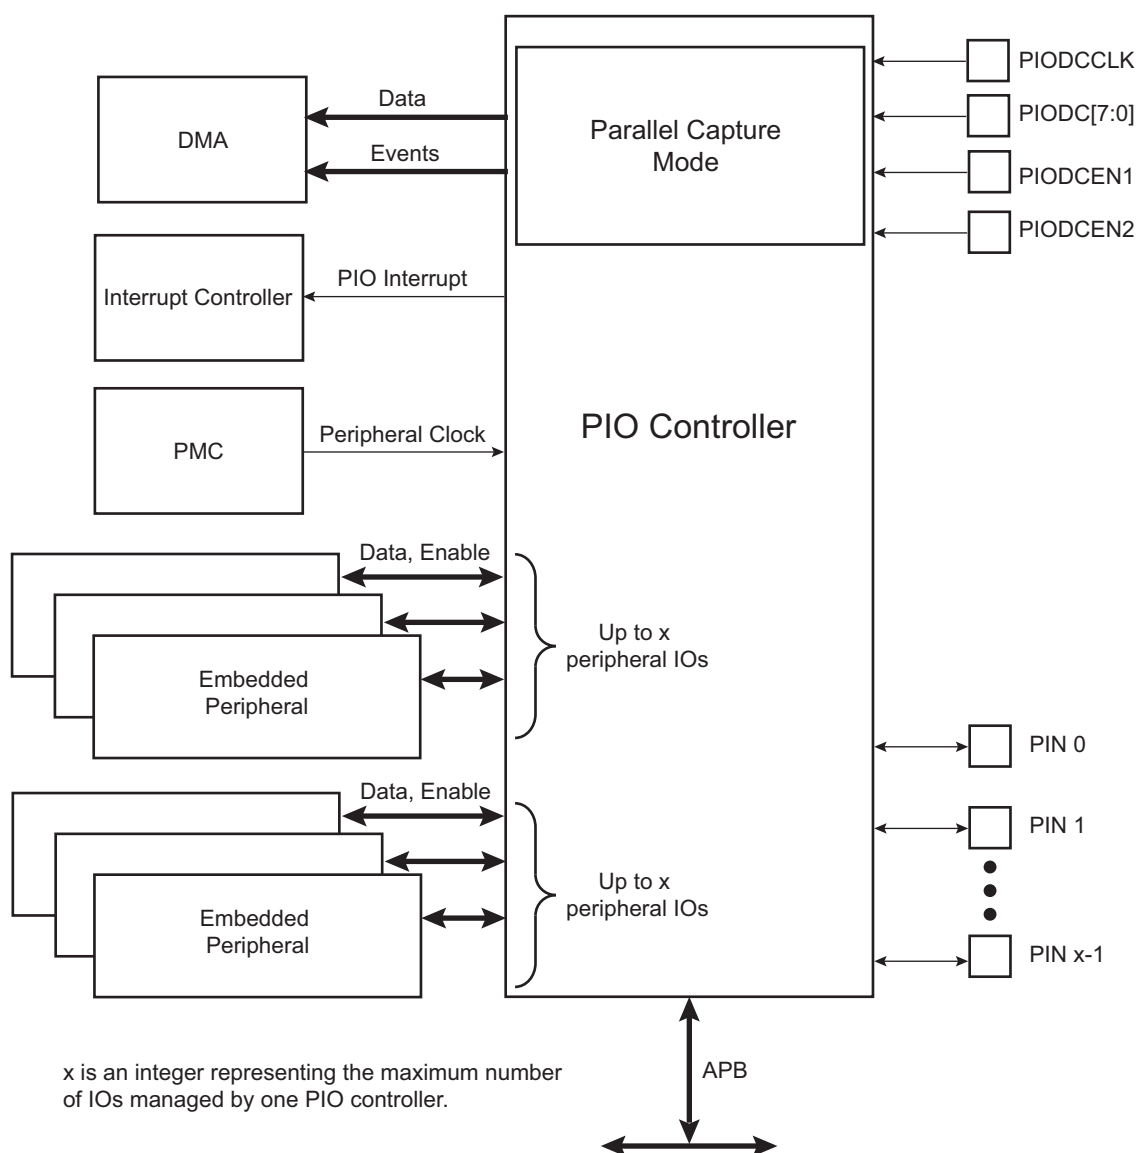 PIODCCLK
Data
DMA
Parallel Capture
Mode
PIODC[7:0]
Events
PIODCEN1
PIODCEN2
PIO Interrupt
Interrupt Controller
PIO Controller
Peripheral Clock
PMC
Data, Enable
Up to x
peripheral IOs
Embedded
Peripheral
PIN 0
Data, Enable
PIN 1
Up to x
peripheral IOs
Embedded
Peripheral
PIN x-1
x is an integer representing the maximum number
of IOs managed by one PIO controller.
APB